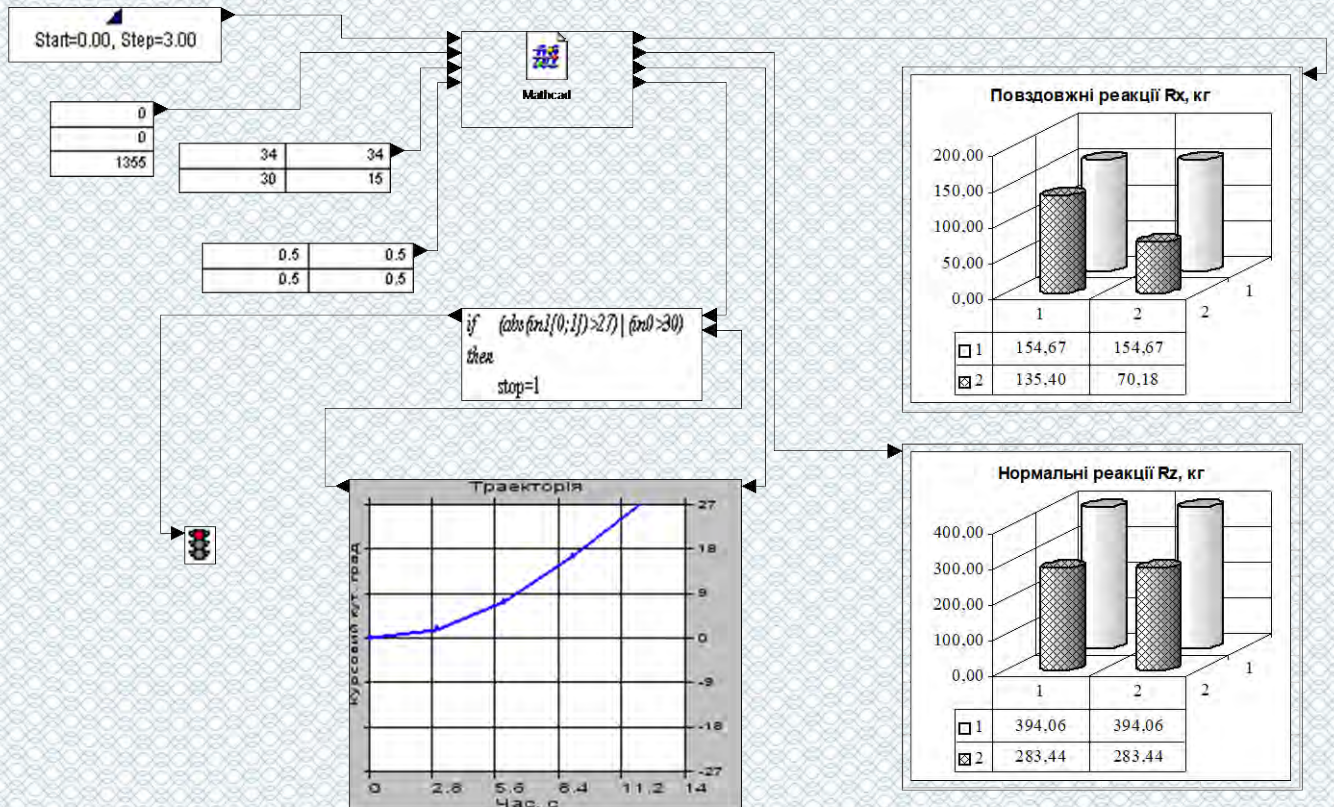 Start=0.00, Step=3.00
Mathcad
0
0
1355
34 34
30 15
0.5 0.5
0.5 0,5
if (abs(in1[0;1])>27) | (in0>30)
then
stop=1
Траекторія
курсовий кут, град
27
18
9
0
-9
-18
-27
0 2.8 5.6 8.4 11.2 14
Час, с
Повздовжні реакції Rx, кг
200,00
150,00
100,00
50,00
0,00
1 2
2
1
1 154,67 154,67
2 135,40 70,18
Нормальні реакції Rz, кг
400,00
300,00
200,00
100,00
0,00
1 2
2
1
1 394,06 394,06
2 283,44 283,44